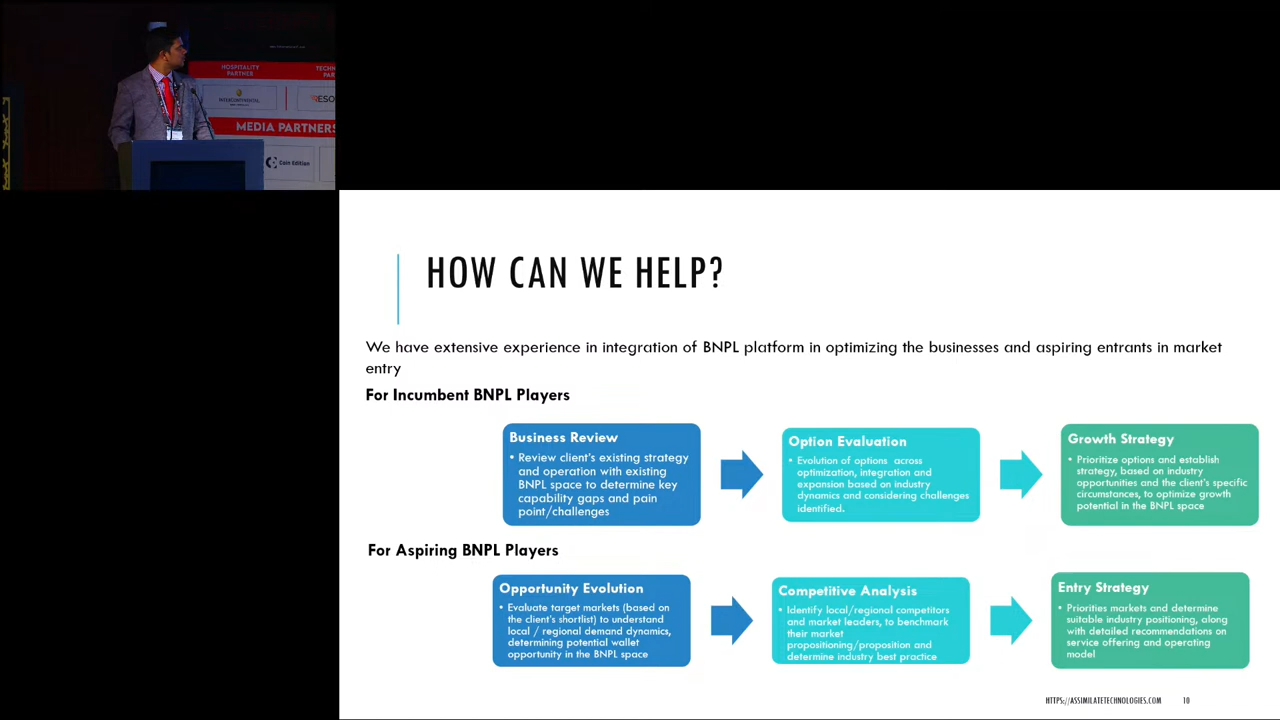 HOSPITALITY
PARTNER
INTERCONTINENTAL
MEDIA PARTNERS
Coin Edition
HOW CAN WE HELP?
We have extensive experience in integration of BNPL platform in optimizing the businesses and aspiring entrants in market
entry
For Incumbent BNPL Players
Business Review
• Review client's existing strategy
and operation with existing
BNPL space to determine key
capability gaps and pain
point/challenges
Option Evaluation
• Evolution of options across
optimization, integration and
expansion based on industry
dynamics and considering challenges
identified.
Growth Strategy
• Prioritize options and establish
strategy, based on industry
opportunities and the client's specific
circumstances, to optimize growth
potential in the BNPL space
For Aspiring BNPL Players
Opportunity Evolution
• Evaluate target markets (based on
the client's shortlist) to understand
local / regional demand dynamics,
determining potential wallet
opportunity in the BNPL space
Competitive Analysis
• Identify local/regional competitors
and market leaders, to benchmark
their market
propositioning/proposition and
determine industry best practice
Entry Strategy
• Priorities markets and determine
suitable industry positioning, along
with detailed recommendations on
service offering and operating
model
HTTPS://ASSIMILATETECHNOLOGIES.COM 10